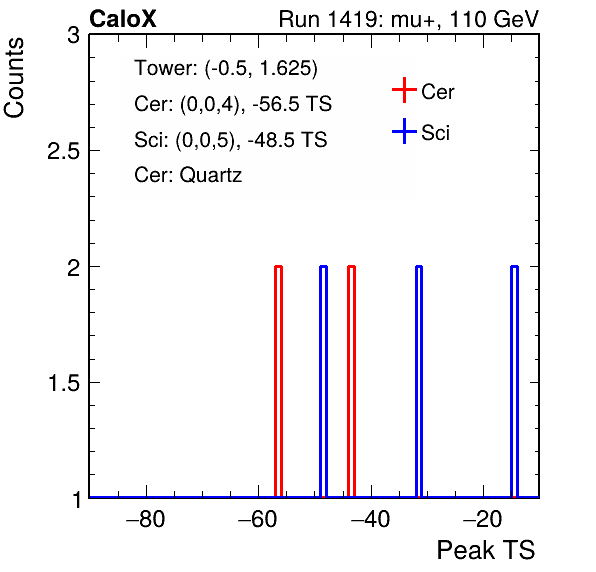 CaloX Run 1419: mu+, 110 GeV
Counts
Tower: (-0.5, 1.625)
Cer: (0,0,4), -56.5 TS
Sci: (0,0,5), -48.5 TS
Cer: Quartz
Cer
Sci
3
2.5
2
1.5
1
−80 −60 −40 −20
Peak TS